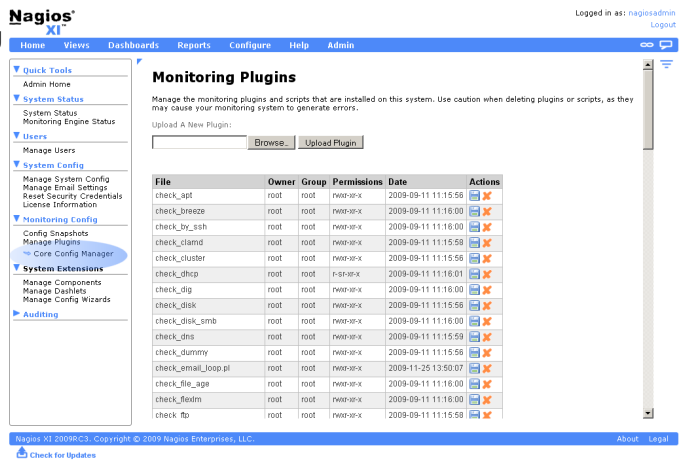 Nagios®
XI™
Logged in as: nagiosadmin
Logout
Home Views Dashboards Reports Configure Help Admin
Quick Tools
Admin Home
System Status
System Status
Monitoring Engine Status
Users
Manage Users
System Config
Manage System Config
Manage Email Settings
Reset Security Credentials
License Information
Monitoring Config
Config Snapshots
Manage Plugins
Core Config Manager
System Extensions
Manage Components
Manage Dashlets
Manage Config Wizards
Auditing
Monitoring Plugins
Manage the monitoring plugins and scripts that are installed on this system. Use caution when deleting plugins or scripts, as they
may cause your monitoring system to generate errors.
Upload A New Plugin:
Browse... Upload Plugin
File Owner Group Permissions Date Actions
check_apt root root rwxr-xr-x 2009-09-11 11:15:56
check_breeze root root rwxr-xr-x 2009-09-11 11:16:00
check_by_ssh root root rwxr-xr-x 2009-09-11 11:16:00
check_clamd root root rwxr-xr-x 2009-09-11 11:15:58
check_cluster root root rwxr-xr-x 2009-09-11 11:15:56
check_dhcp root root r-sr-xr-x 2009-09-11 11:16:01
check_dig root root rwxr-xr-x 2009-09-11 11:16:00
check_disk root root rwxr-xr-x 2009-09-11 11:15:56
check_disk_smb root root rwxr-xr-x 2009-09-11 11:16:00
check_dns root root rwxr-xr-x 2009-09-11 11:15:59
check_dummy root root rwxr-xr-x 2009-09-11 11:15:56
check_email_loop.pl root root rwxr-xr-x 2009-11-25 13:50:07
check_file_age root root rwxr-xr-x 2009-09-11 11:16:00
check_flexlm root root rwxr-xr-x 2009-09-11 11:16:00
check_ftp root root rwxr-xr-x 2009-09-11 11:15:58
Nagios XI 2009RC3. Copyright © 2009 Nagios Enterprises, LLC.
About Legal
Check for Updates